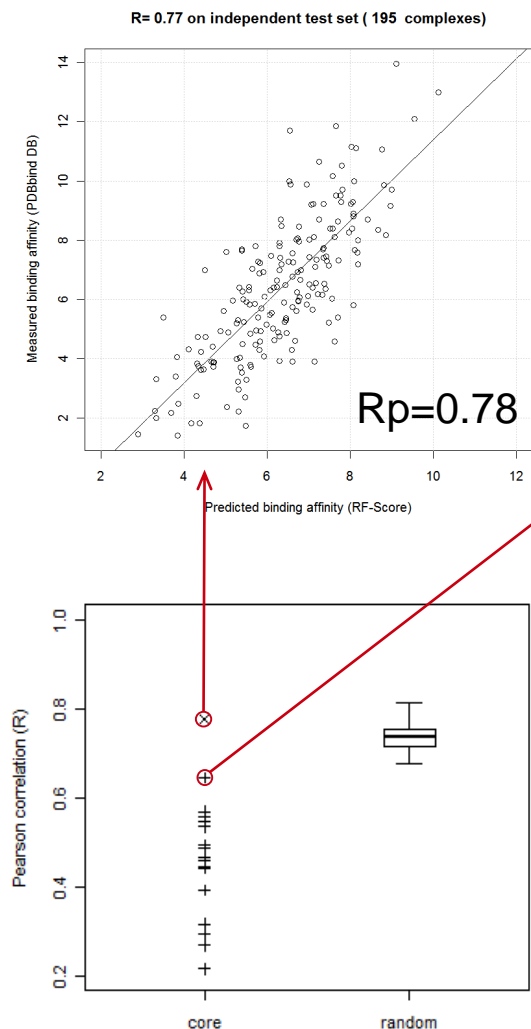 R= 0.77 on independent test set ( 195 complexes)
Measured binding affinity (PDBbind DB)
14
12
10
8
6
4
2
Rp=0.78
2 4 6 8 10 12
Predicted binding affinity (RF-Score)
Pearson correlation (R)
1.0
0.8
0.6
0.4
0.2
core random